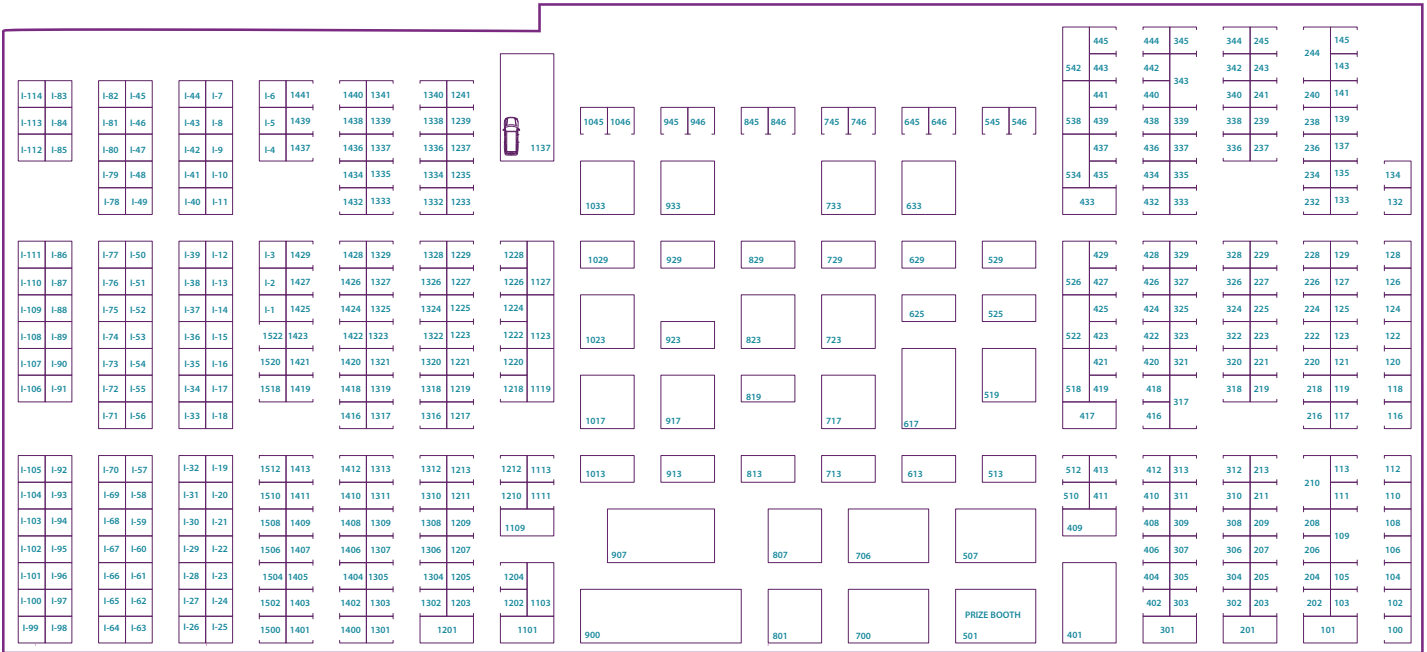 445 444 345 344 245 145
244
542 443 442 343 342 243 143
I-114 I-83 I-82 I-45 I-44 I-7 I-6 1441 1440 1341 1340 1241 441 440 340 241 240 141
I-113 I-84 I-81 I-46 I-43 I-8 I-5 1439 1438 1339 1338 1239 1045 1046 945 946 845 846 745 746 645 646 545 546 538 439 438 339 338 239 238 139
I-112 I-85 I-80 I-47 I-42 I-9 I-4 1437 1436 1337 1336 1237 1137 437 436 337 336 237 236 137
I-79 I-48 I-41 I-10 1434 1335 1334 1235 534 435 434 335 234 135 134
I-78 I-49 I-40 I-11 1432 1333 1332 1233 1033 933 733 633 433 432 333 232 133 132
I-111 I-86 I-77 I-50 I-39 I-12 I-3 1429 1428 1329 1328 1229 1228 1029 929 829 729 629 529 429 428 329 328 229 228 129 128
I-110 I-87 I-76 I-51 I-38 I-13 I-2 1427 1426 1327 1326 1227 1226 1127 526 427 426 327 326 227 226 127 126
I-109 I-88 I-75 I-52 I-37 I-14 I-1 1425 1424 1325 1324 1225 1224 625 525 425 424 325 324 225 224 125 124
I-108 I-89 I-74 I-53 I-36 I-15 1522 1423 1422 1323 1322 1223 1222 1123 1023 923 823 723 522 423 422 323 322 223 222 123 122
I-107 I-90 I-73 I-54 I-35 I-16 1520 1421 1420 1321 1320 1221 1220 421 420 321 320 221 220 121 120
I-106 I-91 I-72 I-55 I-34 I-17 1518 1419 1418 1319 1318 1219 1218 1119 819 519 518 419 418 317 318 219 218 119 118
I-71 I-56 I-33 I-18 1416 1317 1316 1217 1017 917 717 617 417 416 216 117 116
I-105 I-92 I-70 I-57 I-32 I-19 1512 1413 1412 1313 1312 1213 1212 1113 1013 913 813 713 613 513 512 413 412 313 312 213 113 112
210
I-104 I-93 I-69 I-58 I-31 I-20 1510 1411 1410 1311 1310 1211 1210 1111 510 411 410 311 310 211 111 110
I-103 I-94 I-68 I-59 I-30 I-21 1508 1409 1408 1309 1308 1209 1109 409 408 309 308 209 208 109 108
I-102 I-95 I-67 I-60 I-29 I-22 1506 1407 1406 1307 1306 1207 907 807 706 507 406 307 306 207 206 106
I-101 I-96 I-66 I-61 I-28 I-23 1504 1405 1404 1305 1304 1205 1204 404 305 304 205 204 105 104
I-100 I-97 I-65 I-62 I-27 I-24 1502 1403 1402 1303 1302 1203 1202 1103 402 303 302 203 202 103 102
PRIZE BOOTH
I-99 I-98 I-64 I-63 I-26 I-25 1500 1401 1400 1301 1201 1101 900 801 700 501 401 301 201 101 100